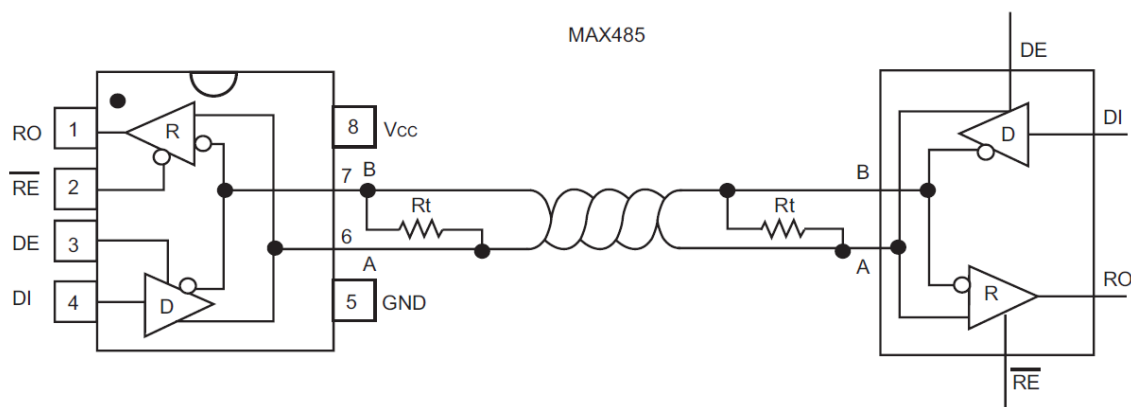 MAX485
DE
RO 1 R 8 Vcc
D DI
RE 2 7 B B
Rt Rt
DE 3 6
A A
DI 4 D 5 GND
R RO
RE